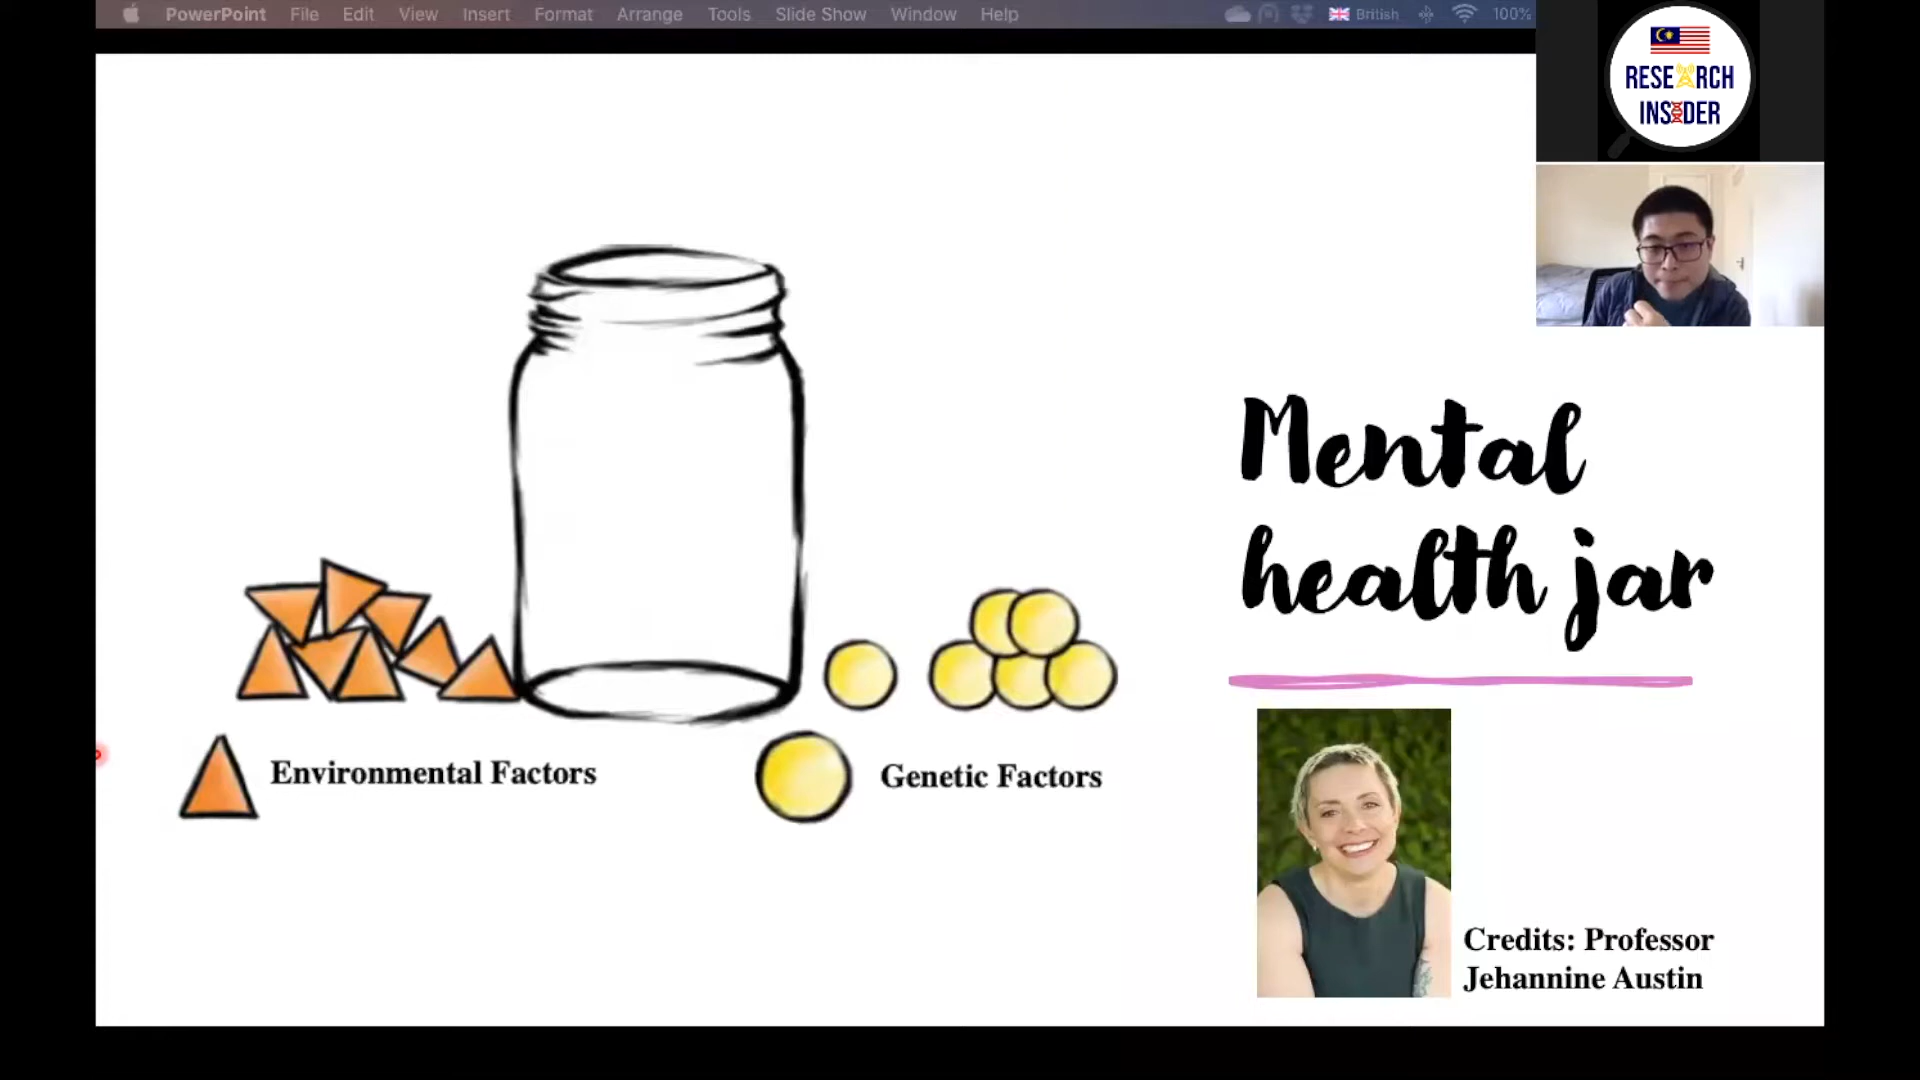 PowerPoint File Edit View Insert Format Arrange Tools Slide Show Window Help British 100%
RESEARCH
INSIDER
Mental
health jar
Environmental Factors
Genetic Factors
Credits: Professor
Jehannine Austin